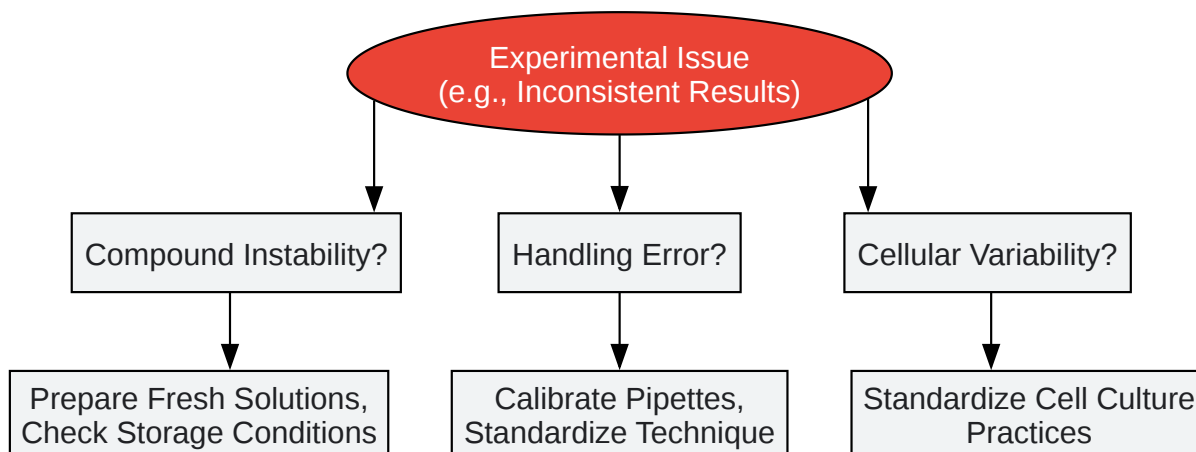 Experimental Issue
(e.g., Inconsistent Results)
Compound Instability?
Handling Error?
Cellular Variability?
Prepare Fresh Solutions,
Check Storage Conditions
Calibrate Pipettes,
Standardize Technique
Standardize Cell Culture
Practices